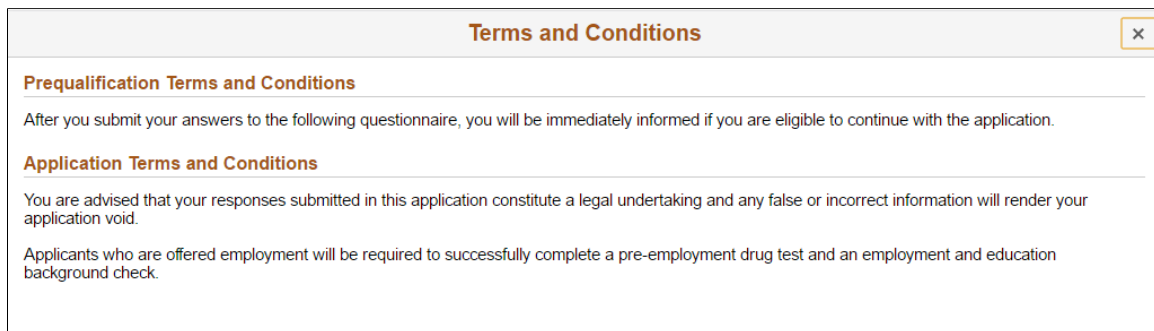 Terms and Conditions
×
Prequalification Terms and Conditions
After you submit your answers to the following questionnaire, you will be immediately informed if you are eligible to continue with the application.
Application Terms and Conditions
You are advised that your responses submitted in this application constitute a legal undertaking and any false or incorrect information will render your
application void.
Applicants who are offered employment will be required to successfully complete a pre-employment drug test and an employment and education
background check.